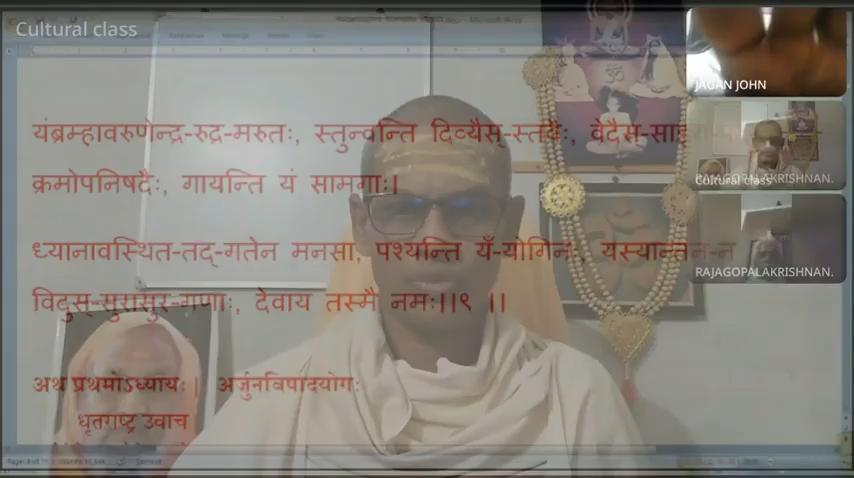 Cultural class
यंब्रम्हावरुणेन्द्र-रुद्र-मरुतः, स्तुन्वन्ति दिव्यैस्-स्तवैः, वेदैस्-साङ्ग
क्रमोपनिषदैः, गायन्ति यं सामगाः।
ध्यानावस्थित-तद्-गतेन मनसा, पश्यन्ति यँ-योगिनः, यस्यान्तन-न
विदुस्-सुरासुर-गणाः, देवाय तस्मै नमः।।९ ।।
अथ प्रथमोऽध्यायः। अर्जुनविषादयोगः
धृतराष्ट्र उवाच
JAGAN JOHN
Cultural class
RAJAGOPALAKRISHNAN.
RAJAGOPALAKRISHNAN.